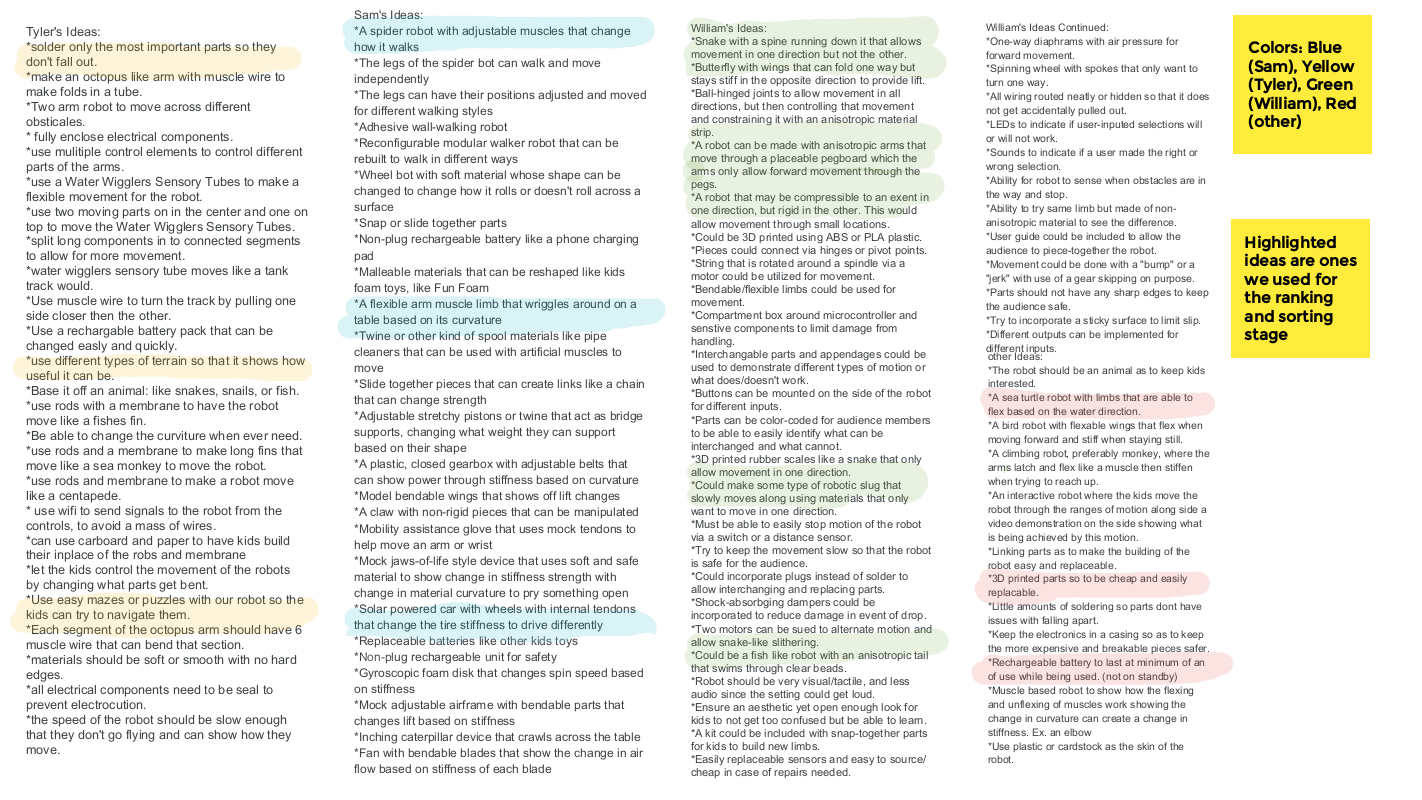 Tyler's Ideas:
*solder only the most important parts so they
don't fall out.
*make an octopus like arm with muscle wire to
make folds in a tube.
*Two arm robot to move across different
obsticales.
* fully enclose electrical components.
*use mulitiple control elements to control different
parts of the arms.
*use a Water Wigglers Sensory Tubes to make a
flexible movement for the robot.
*use two moving parts on in the center and one on
top to move the Water Wigglers Sensory Tubes.
*split long components in to connected segments
to allow for more movement.
*water wigglers sensory tube moves like a tank
track would.
*Use muscle wire to turn the track by pulling one
side closer then the other.
*Use a rechargable battery pack that can be
changed easly and quickly.
*use different types of terrain so that it shows how
useful it can be.
*Base it off an animal: like snakes, snails, or fish.
*use rods with a membrane to have the robot
move like a fishes fin.
*Be able to change the curviture when ever need.
*use rods and a membrane to make long fins that
move like a sea monkey to move the robot.
*use rods and membrane to make a robot move
like a centapede.
* use wifi to send signals to the robot from the
controls, to avoid a mass of wires.
*can use carboard and paper to have kids build
their inplace of the robs and membrane
*let the kids control the movement of the robots
by changing what parts get bent.
*Use easy mazes or puzzles with our robot so the
kids can try to navigate them.
*Each segment of the octopus arm should have 6
muscle wire that can bend that section.
*materials should be soft or smooth with no hard
edges.
*all electrical components need to be seal to
prevent electrocution.
*the speed of the robot should be slow enough
that they don't go flying and can show how they
move.
Sam's Ideas:
*A spider robot with adjustable muscles that change
how it walks
*The legs of the spider bot can walk and move
independently
*The legs can have their positions adjusted and moved
for different walking styles
*Adhesive wall-walking robot
*Reconfigurable modular walker robot that can be
rebuilt to walk in different ways
*Wheel bot with soft material whose shape can be
changed to change how it rolls or doesn't roll across a
surface
*Snap or slide together parts
*Non-plug rechargeable battery like a phone charging
pad
*Malleable materials that can be reshaped like kids
foam toys, like Fun Foam
*A flexible arm muscle limb that wriggles around on a
table based on its curvature
*Twine or other kind of spool materials like pipe
cleaners that can be used with artificial muscles to
move
*Slide together pieces that can create links like a chain
that can change strength
*Adjustable stretchy pistons or twine that act as bridge
supports, changing what weight they can support
based on their shape
*A plastic, closed gearbox with adjustable belts that
can show power through stiffness based on curvature
*Model bendable wings that shows off lift changes
*A claw with non-rigid pieces that can be manipulated
*Mobility assistance glove that uses mock tendons to
help move an arm or wrist
*Mock jaws-of-life style device that uses soft and safe
material to show change in stiffness strength with
change in material curvature to pry something open
*Solar powered car with wheels with internal tendons
that change the tire stiffness to drive differently
*Replaceable batteries like other kids toys
*Non-plug rechargeable unit for safety
*Gyroscopic foam disk that changes spin speed based
on stiffness
*Mock adjustable airframe with bendable parts that
changes lift based on stiffness
*Inching caterpillar device that crawls across the table
*Fan with bendable blades that show the change in air
flow based on stiffness of each blade
William's Ideas:
*Snake with a spine running down it that allows
movement in one direction but not the other.
*Butterfly with wings that can fold one way but
stays stiff in the opposite direction to provide lift.
*Ball-hinged joints to allow movement in all
directions, but then controlling that movement
and constraining it with an anisotropic material
strip.
*A robot can be made with anisotropic arms that
move through a placeable pegboard which the
arms only allow forward movement through the
pegs.
*A robot that may be compressible to an exent in
one direction, but rigid in the other. This would
allow movement through small locations.
*Could be 3D printed using ABS or PLA plastic.
*Pieces could connect via hinges or pivot points.
*String that is rotated around a spindle via a
motor could be utilized for movement.
*Bendable/flexible limbs could be used for
movement.
*Compartment box around microcontroller and
senstive components to limit damage from
handling.
*Interchangable parts and appendages could be
used to demonstrate different types of motion or
what does/doesn't work.
*Buttons can be mounted on the side of the robot
for different inputs.
*Parts can be color-coded for audience members
to be able to easily identify what can be
interchanged and what cannot.
*3D printed rubber scales like a snake that only
allow movement in one direction.
*Could make some type of robotic slug that
slowly moves along using materials that only
want to move in one direction.
*Must be able to easily stop motion of the robot
via a switch or a distance sensor.
*Try to keep the movement slow so that the robot
is safe for the audience.
*Could incorporate plugs instead of solder to
allow interchanging and replacing parts.
*Shock-absorbging dampers could be
incorporated to reduce damage in event of drop.
*Two motors can be sued to alternate motion and
allow snake-like slithering.
*Could be a fish like robot with an anisotropic tail
that swims through clear beads.
*Robot should be very visual/tactile, and less
audio since the setting could get loud.
*Ensure an aesthetic yet open enough look for
kids to not get too confused but be able to learn.
*A kit could be included with snap-together parts
for kids to build new limbs.
*Easily replaceable sensors and easy to source/
cheap in case of repairs needed.
William's Ideas Continued:
*One-way diaphrams with air pressure for
forward movement.
*Spinning wheel with spokes that only want to
turn one way.
*All wiring routed neatly or hidden so that it does
not get accidentally pulled out.
*LEDs to indicate if user-inputed selections will
or will not work.
*Sounds to indicate if a user made the right or
wrong selection.
*Ability for robot to sense when obstacles are in
the way and stop.
*Ability to try same limb but made of non-
anisotropic material to see the difference.
*User guide could be included to allow the
audience to piece-together the robot.
*Movement could be done with a "bump" or a
"jerk" with use of a gear skipping on purpose.
*Parts should not have any sharp edges to keep
the audience safe.
*Try to incorporate a sticky surface to limit slip.
*Different outputs can be implemented for
different inputs.
other Ideas:
*The robot should be an animal as to keep kids
interested.
*A sea turtle robot with limbs that are able to
flex based on the water direction.
*A bird robot with flexable wings that flex when
moving forward and stiff when staying still.
*A climbing robot, preferably monkey, where the
arms latch and flex like a muscle then stiffen
when trying to reach up.
*An interactive robot where the kids move the
robot through the ranges of motion along side a
video demonstration on the side showing what
is being achieved by this motion.
*Linking parts as to make the building of the
robot easy and replaceable.
*3D printed parts so to be cheap and easily
replacable.
*Little amounts of soldering so parts dont have
issues with falling apart.
*Keep the electronics in a casing so as to keep
the more expensive and breakable pieces safer.
*Rechargeable battery to last at minimum of an
of use while being used. (not on standby)
*Muscle based robot to show how the flexing
and unflexing of muscles work showing the
change in curvature can create a change in
stiffness. Ex. an elbow
*Use plastic or cardstock as the skin of the
robot.
Colors: Blue
(Sam), Yellow
(Tyler), Green
(William), Red
(other)
Highlighted
ideas are ones
we used for
the ranking
and sorting
stage